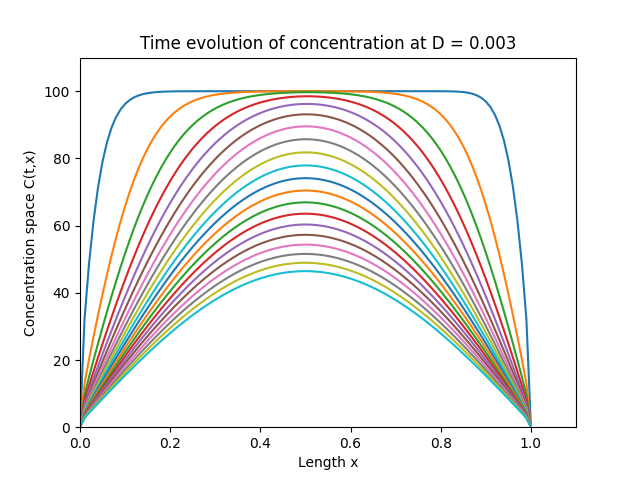 Time evolution of concentration at D = 0.003
Concentration space C(t,x)
100
80
60
40
20
0
0.0 0.2 0.4 0.6 0.8 1.0
Length x